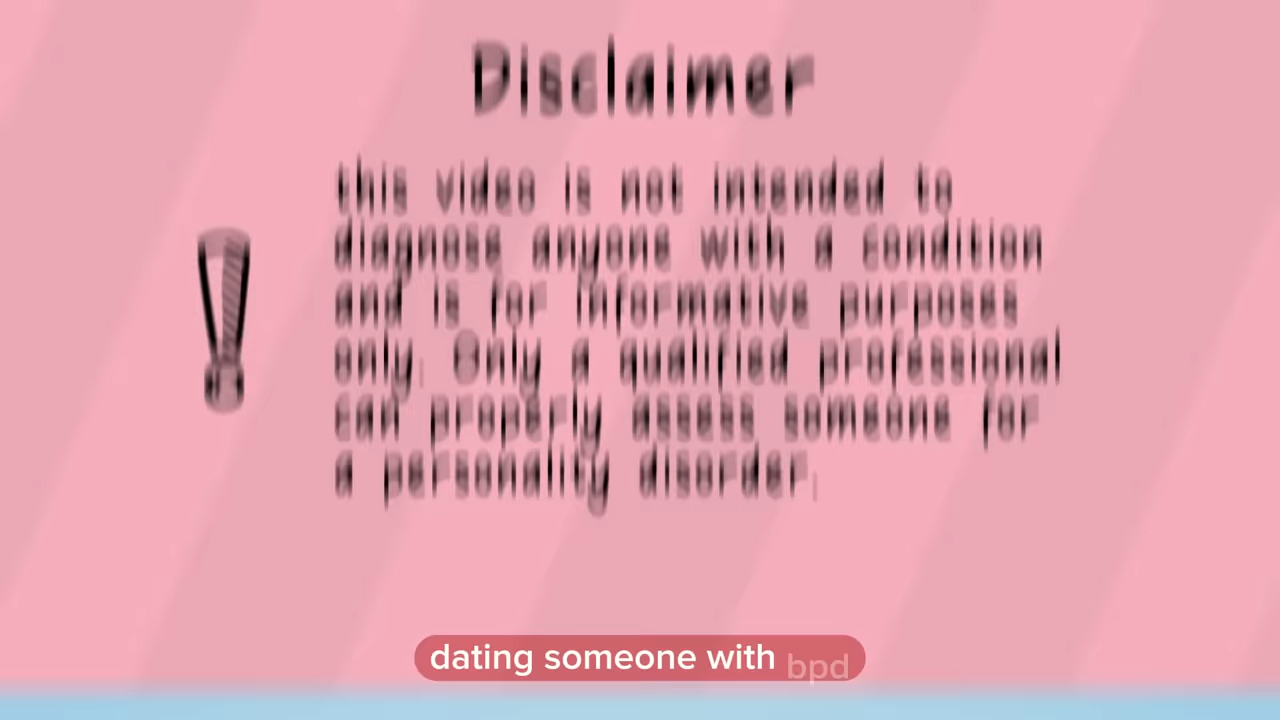 Disclaimer
this video is not intended to
diagnose anyone with a condition
and is for informative purposes
only. Only a qualified professional
can properly assess someone for
a personality disorder.
dating someone with bpd